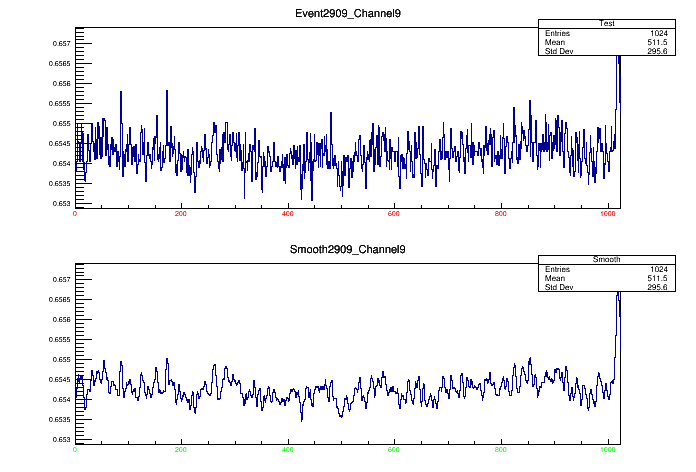 Event2909_Channel9
Test
Entries 1024
Mean 511.5
Std Dev 295.6
0.657
0.6565
0.656
0.6555
0.655
0.6545
0.654
0.6535
0.653
0 200 400 600 800 1000
Smooth2909_Channel9
Smooth
Entries 1024
Mean 511.5
Std Dev 295.6
0.657
0.6565
0.656
0.6555
0.655
0.6545
0.654
0.6535
0.653
0 200 400 600 800 1000